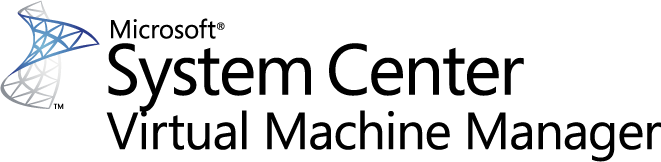 Microsoft®
System Center
™
Virtual Machine Manager